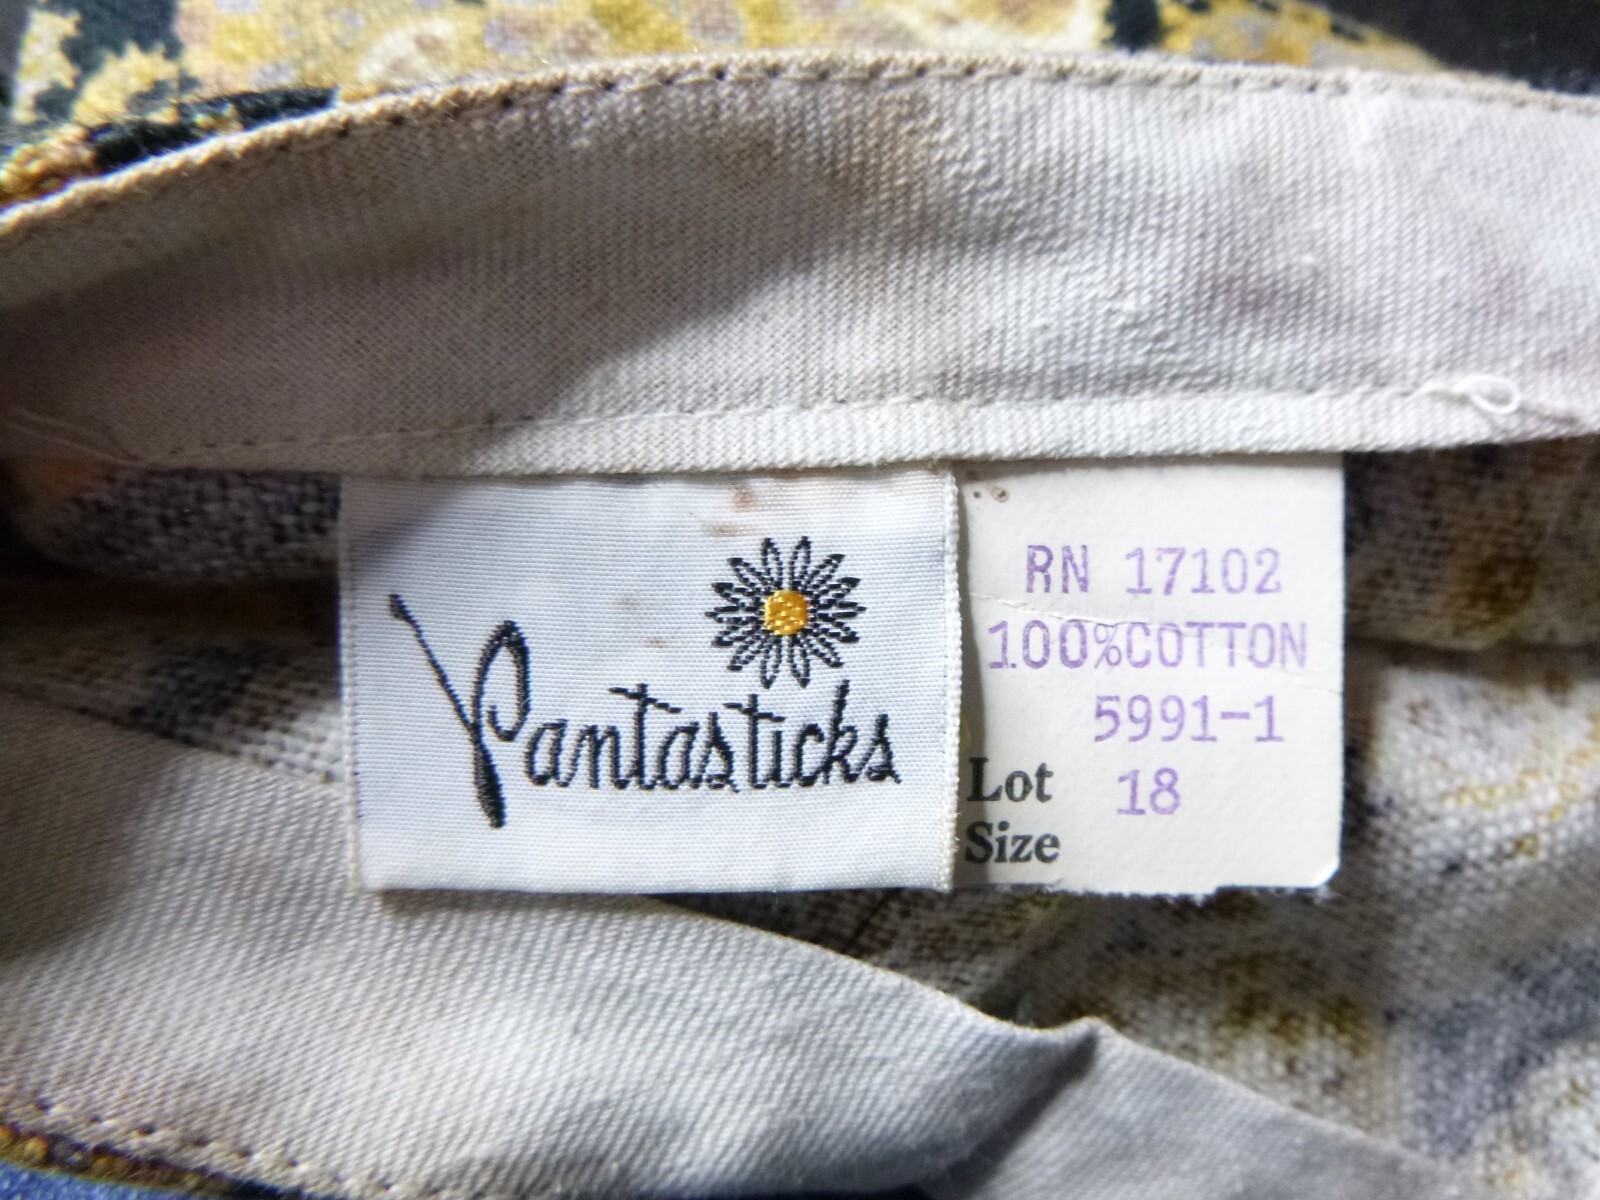 Pantasticks
RN 17102
100%COTTON
5991-1
Lot 18
Size